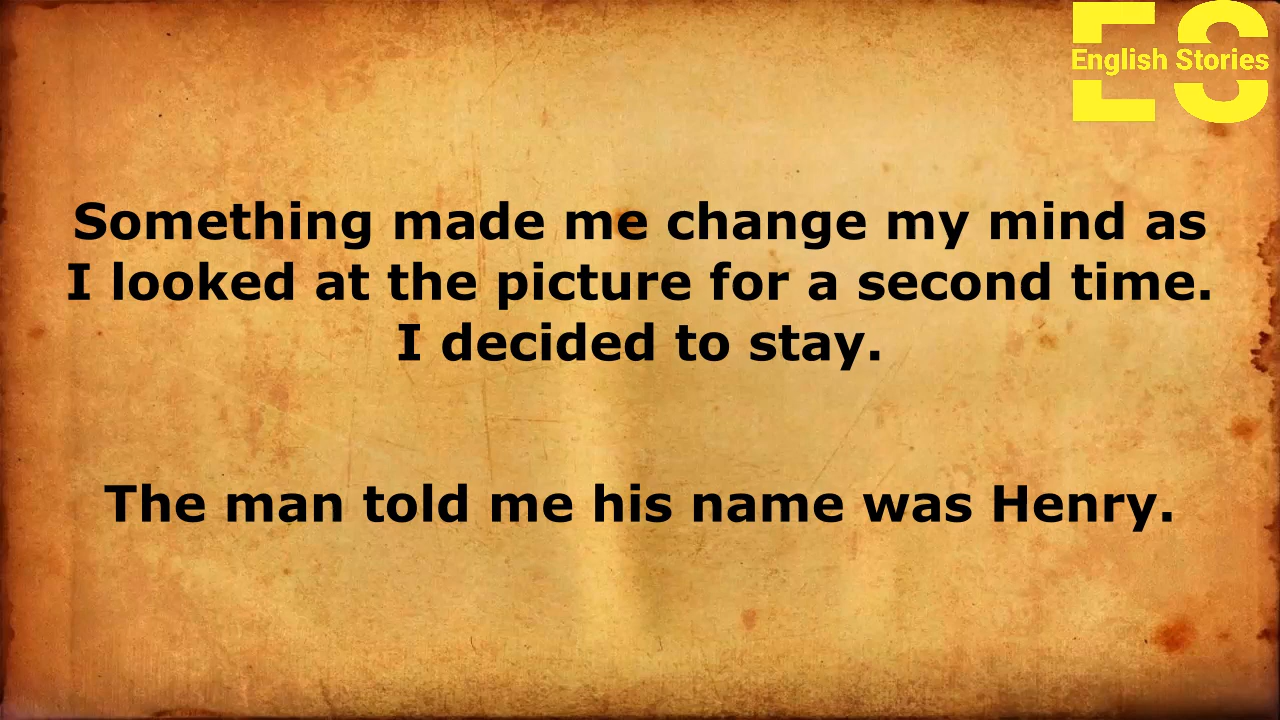 ES
English Stories
Something made me change my mind as
I looked at the picture for a second time.
I decided to stay.
The man told me his name was Henry.